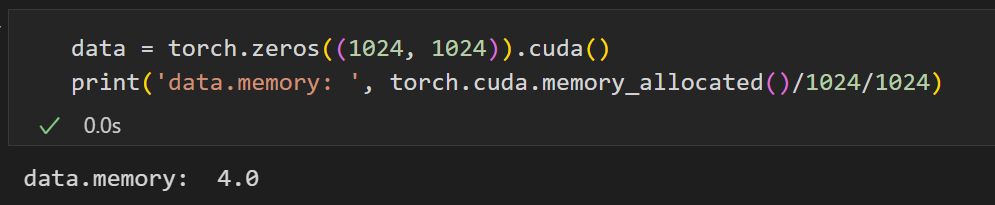 data = torch.zeros((1024, 1024)).cuda()
print('data.memory: ', torch.cuda.memory_allocated()/1024/1024)
0.0s
data.memory:  4.0